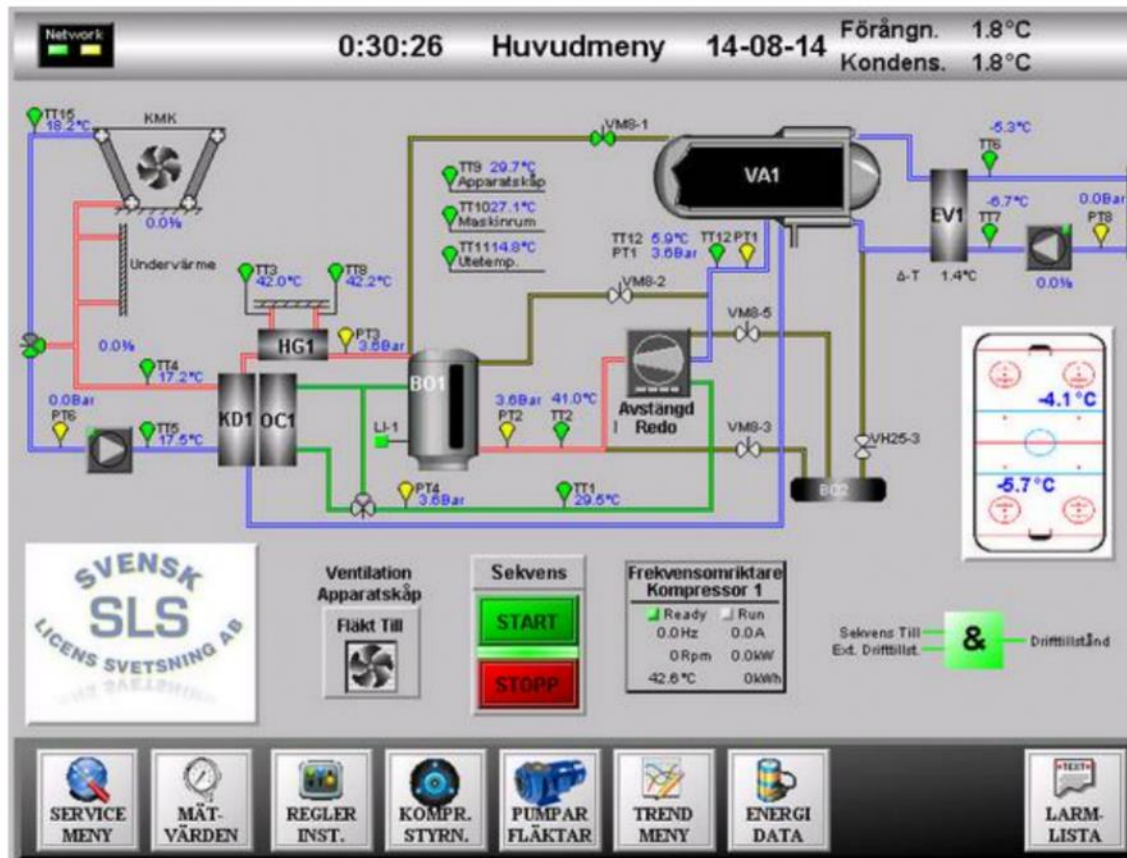 Network
0:30:26 Huvudmeny 14-08-14
Förångn. 1.8°C
Kondens. 1.8°C
TT15
18.2°C
KMK
0.0%
Undervärme
0.0%
TT3
42.0°C
TT8
42.2°C
HG1
PT3
3.6Bar
TT4
17.2°C
0.0Bar
PT6
TT5
17.5°C
KD1
OC1
LI-1
BO1
TT9 29.7°C
Apparatskåp
TT10 27.1°C
Maskinrum
TT11 14.8°C
Utetemp.
VM8-1
VA1
TT12 5.9°C
PT1 3.6Bar
TT12 PT1
VM8-2
VM8-5
3.6Bar
PT2
41.0°C
TT2
Avstängd
Redo
VM8-3
VH25-3
BO2
PT4
3.6Bar
TT1
29.5°C
-5.3°C
TT6
EV1
-6.7°C
TT7
Δ-T 1.4°C
0.0Bar
PT8
0.0%
-4.1°C
-5.7°C
SVENSK
SLS
LICENS SVETSNING AB
Ventilation
Apparatskåp
Fläkt Till
Sekvens
START
STOPP
Frekvensomriktare
Kompressor 1
Ready Run
0.0Hz 0.0A
0Rpm 0.0kW
42.6°C 0kWh
Sekvens Till
Ext. Drifttillst.
&
Drifttillstånd
SERVICE
MENY
MÄT-
VÄRDEN
REGLER
INST.
KOMPR.
STYRN.
PUMPAR
FLÄKTAR
TREND
MENY
ENERGI
DATA
TEXT
LARM-
LISTA